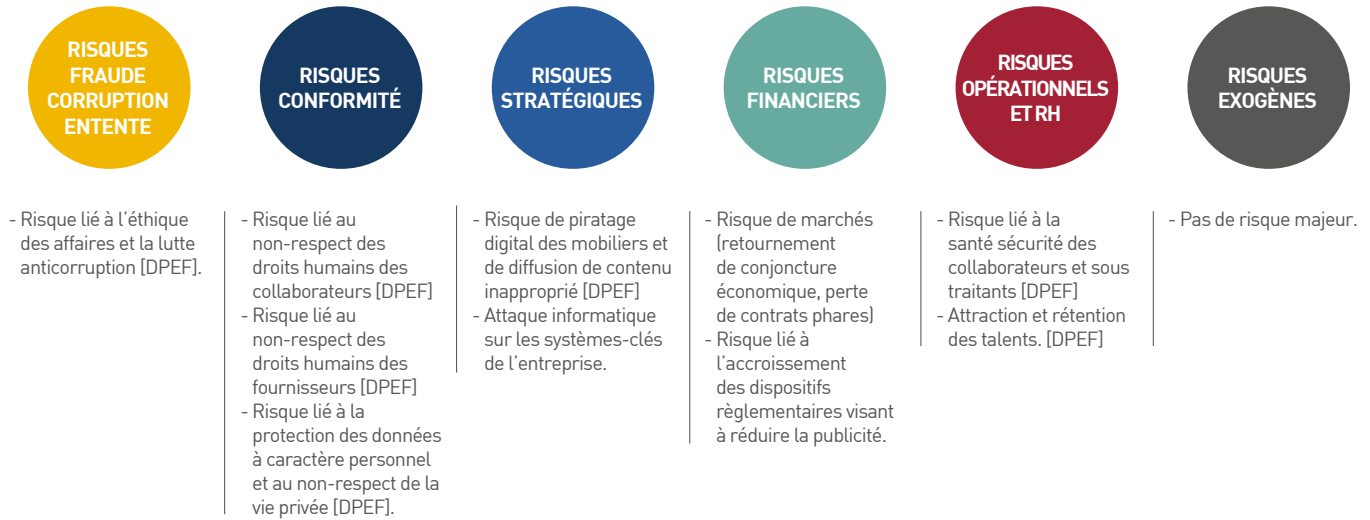 RISQUES
FRAUDE
CORRUPTION
ENTENTE
- Risque lié à l'éthique
des affaires et la lutte
anticorruption [DPEF].
RISQUES
CONFORMITÉ
- Risque lié au
non-respect des
droits humains des
collaborateurs [DPEF]
- Risque lié au
non-respect des
droits humains des
fournisseurs [DPEF]
- Risque lié à la
protection des données
à caractère personnel
et au non-respect de la
vie privée [DPEF].
RISQUES
STRATÉGIQUES
- Risque de piratage
digital des mobiliers et
de diffusion de contenu
inapproprié [DPEF]
- Attaque informatique
sur les systèmes-clés
de l'entreprise.
RISQUES
FINANCIERS
- Risque de marchés
(retournement
de conjoncture
économique, perte
de contrats phares)
- Risque lié à
l'accroissement
des dispositifs
règlementaires visant
à réduire la publicité.
RISQUES
OPÉRATIONNELS
ET RH
- Risque lié à la
santé sécurité des
collaborateurs et sous
traitants [DPEF]
- Attraction et rétention
des talents. [DPEF]
RISQUES
EXOGÈNES
- Pas de risque majeur.